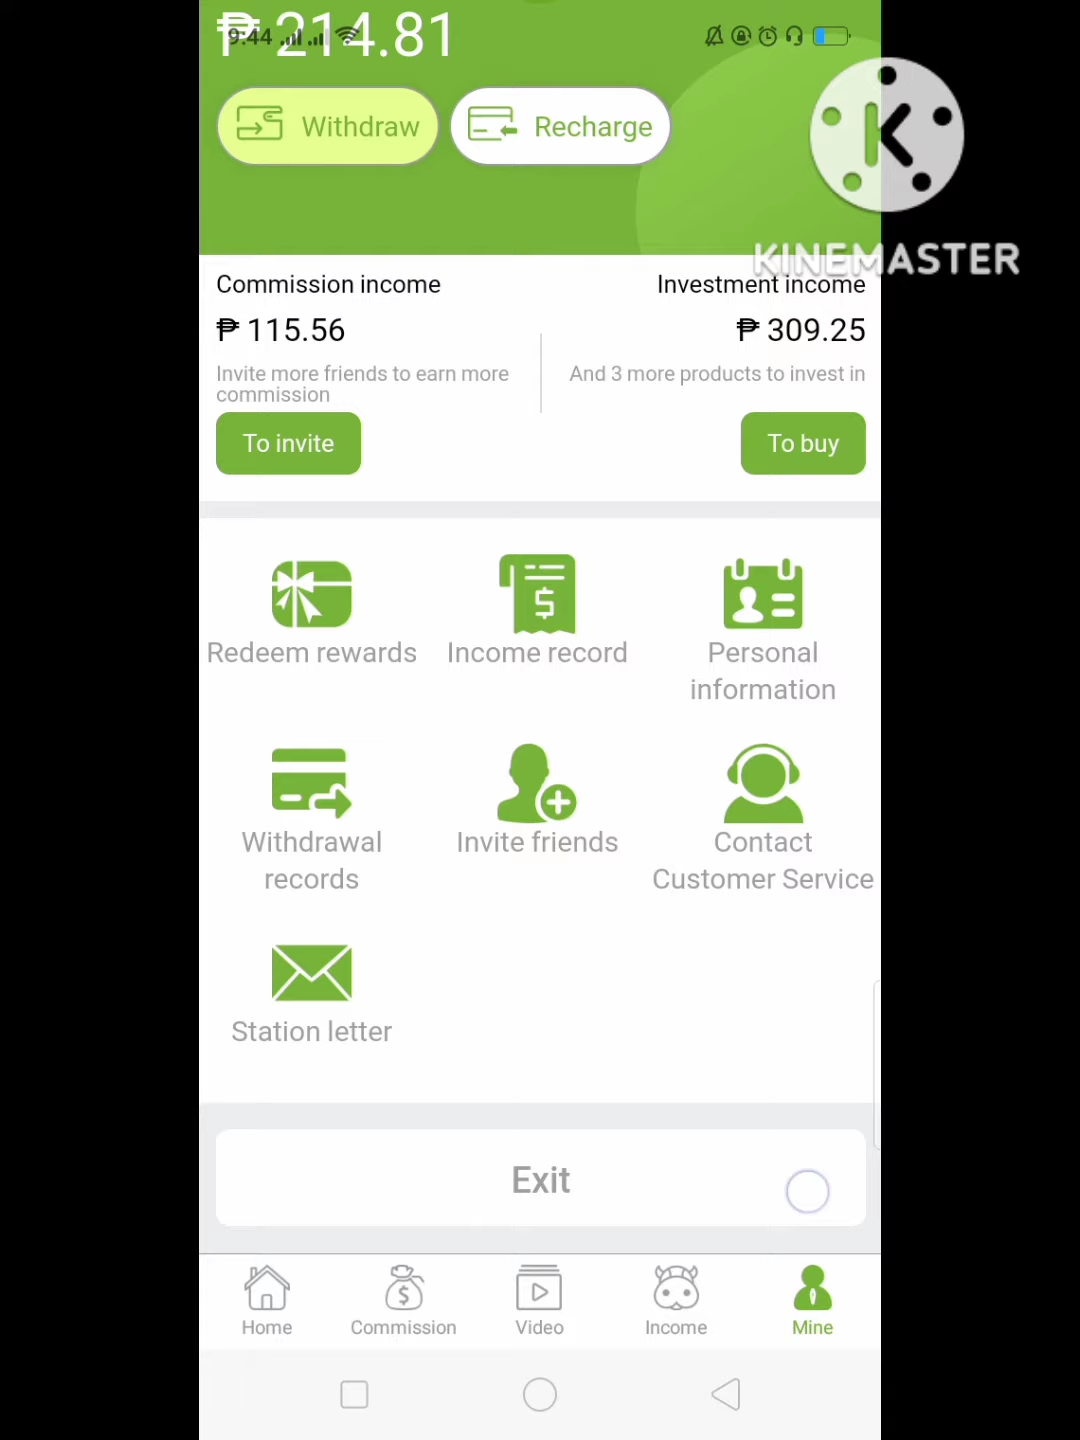 ₱ 214.81
9:44
Withdraw
Recharge
KINEMASTER
Commission income
Investment income
₱ 115.56
₱ 309.25
Invite more friends to earn more
commission
And 3 more products to invest in
To invite
To buy
Redeem rewards
Income record
Personal
information
Withdrawal
records
Invite friends
Contact
Customer Service
Station letter
Exit
Home
Commission
Video
Income
Mine